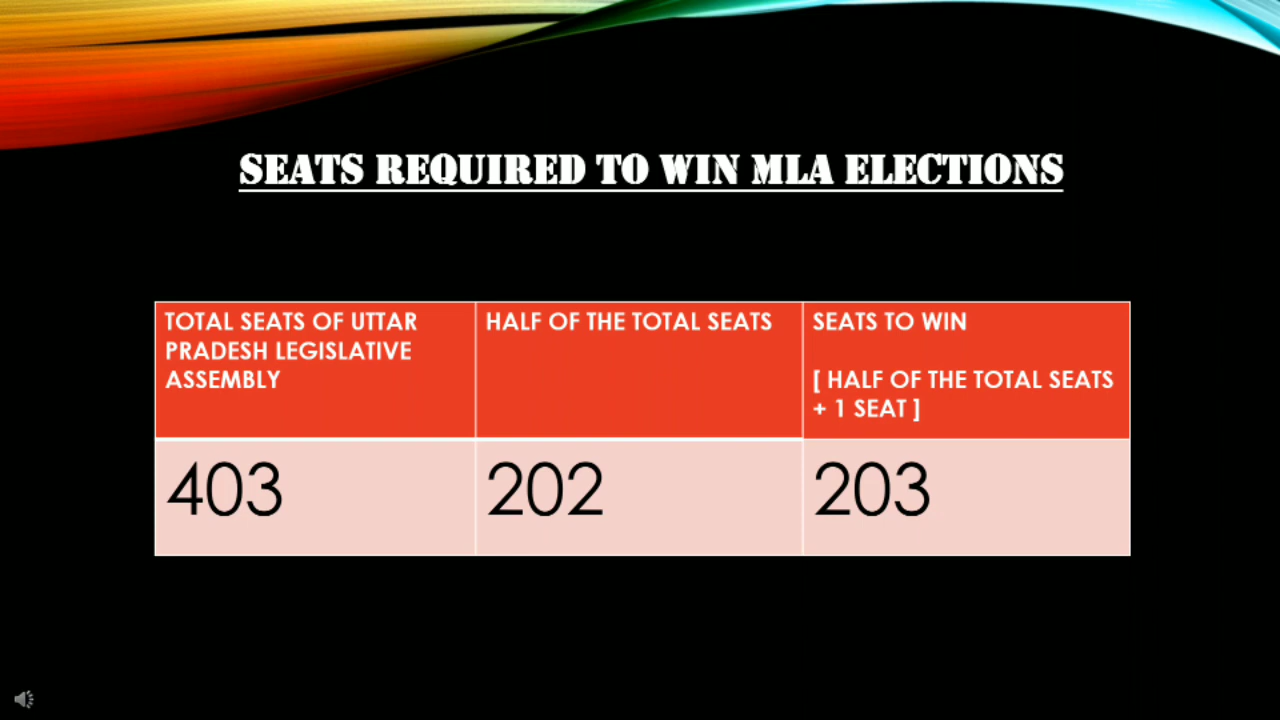 SEATS REQUIRED TO WIN MLA ELECTIONS
TOTAL SEATS OF UTTAR
PRADESH LEGISLATIVE
ASSEMBLY
HALF OF THE TOTAL SEATS
SEATS TO WIN
[ HALF OF THE TOTAL SEATS
+ 1 SEAT ]
403
202
203